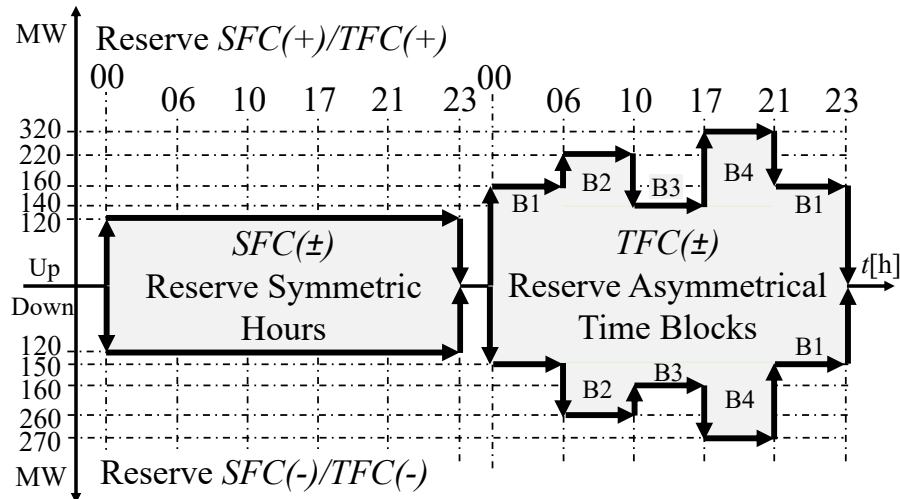 MW
Reserve SFC(+)/TFC(+)
00
06
10
17
21
23
00
06
10
17
21
23
320
220
160
140
120
B1
B2
B3
B4
B1
Up
Down
SFC(±)
Reserve Symmetric
Hours
TFC(±)
Reserve Asymmetrical
Time Blocks
t[h]
120
150
160
260
270
B2
B3
B4
B1
MW
Reserve SFC(-)/TFC(-)